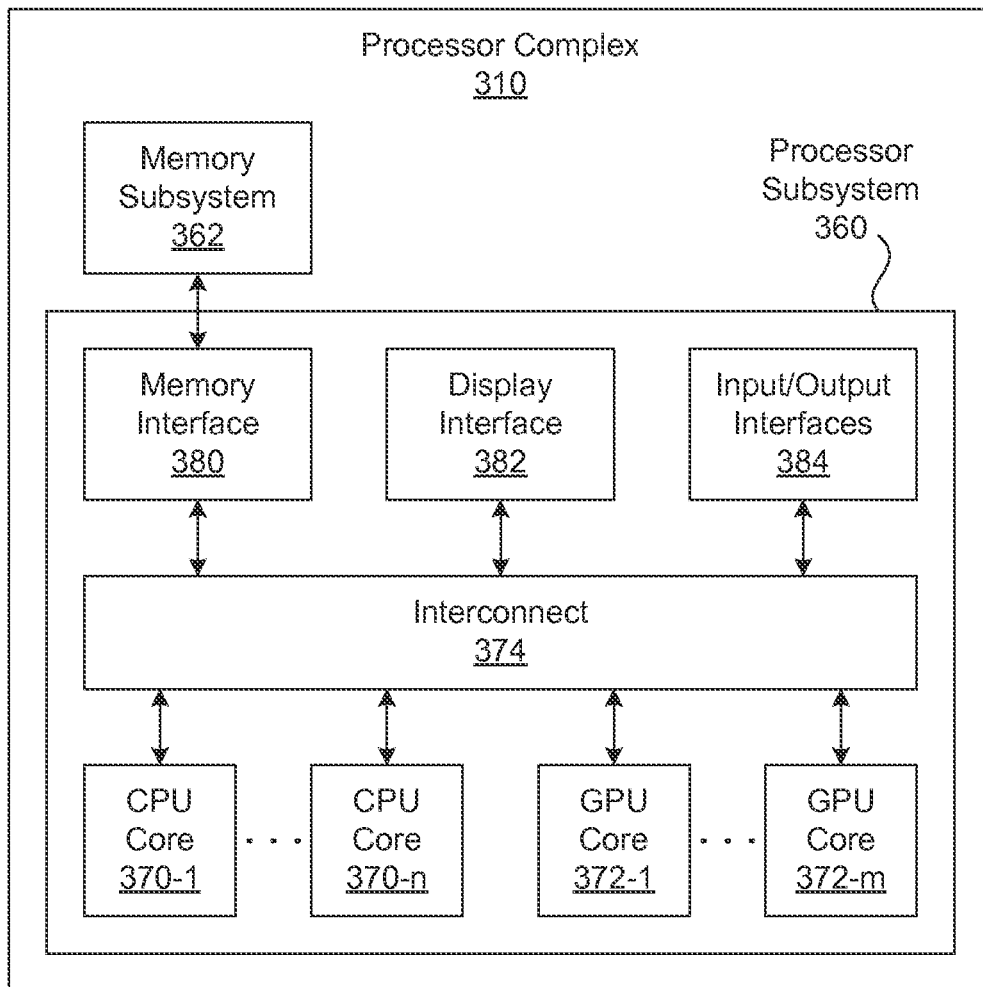 Processor Complex
310
Memory
Subsystem
362
Processor
Subsystem
360
Memory
Interface
380
Display
Interface
382
Input/Output
Interfaces
384
Interconnect
374
CPU
Core
370-1
. . .
CPU
Core
370-n
GPU
Core
372-1
. . .
GPU
Core
372-m